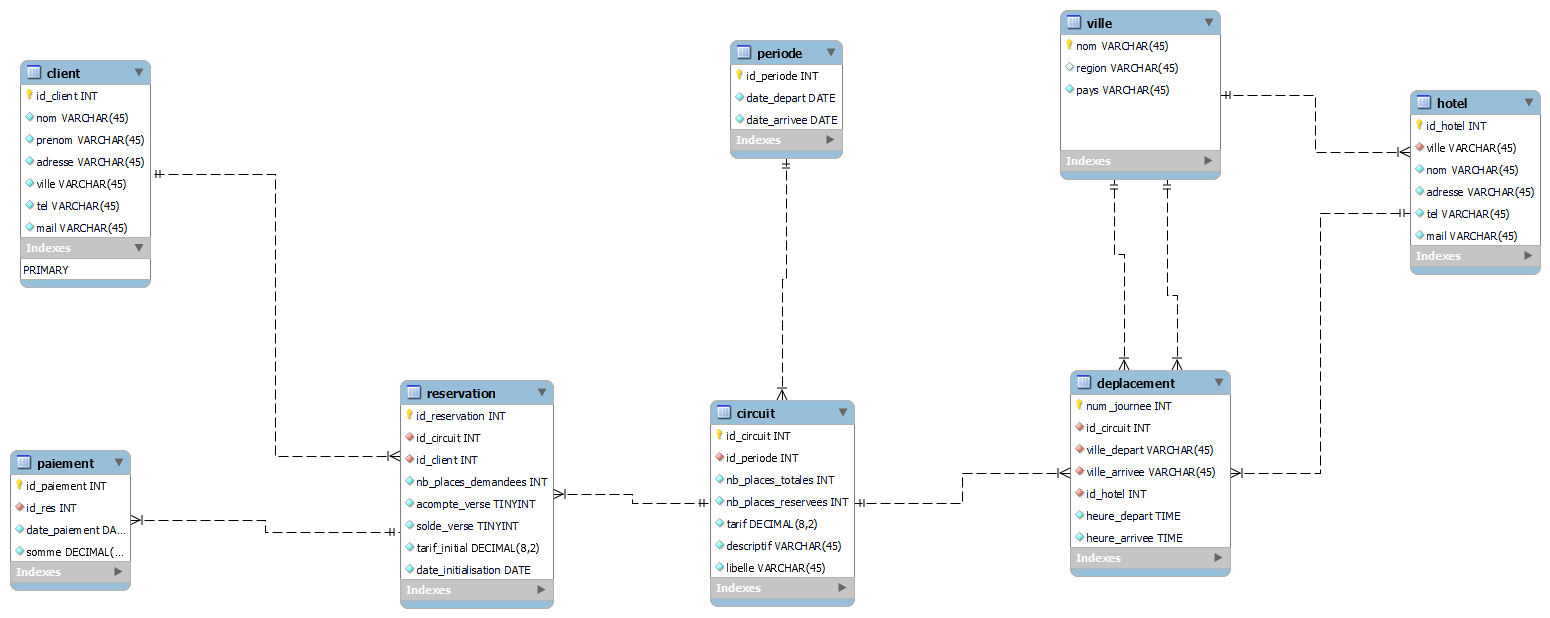 client
id_client INT
nom VARCHAR(45)
prenom VARCHAR(45)
adresse VARCHAR(45)
ville VARCHAR(45)
tel VARCHAR(45)
mail VARCHAR(45)
Indexes
PRIMARY
periode
id_periode INT
date_depart DATE
date_arrivee DATE
Indexes
ville
nom VARCHAR(45)
region VARCHAR(45)
pays VARCHAR(45)
Indexes
hotel
id_hotel INT
ville VARCHAR(45)
nom VARCHAR(45)
adresse VARCHAR(45)
tel VARCHAR(45)
mail VARCHAR(45)
Indexes
paiement
id_paiement INT
id_res INT
date_paiement DA...
somme DECIMAL(...
Indexes
reservation
id_reservation INT
id_circuit INT
id_client INT
nb_places_demandees INT
acompte_verse TINYINT
solde_verse TINYINT
tarif_initial DECIMAL(8,2)
date_initialisation DATE
Indexes
circuit
id_circuit INT
id_periode INT
nb_places_totales INT
nb_places_reservees INT
tarif DECIMAL(8,2)
descriptif VARCHAR(45)
libelle VARCHAR(45)
Indexes
deplacement
num_journee INT
id_circuit INT
ville_depart VARCHAR(45)
ville_arrivee VARCHAR(45)
id_hotel INT
heure_depart TIME
heure_arrivee TIME
Indexes